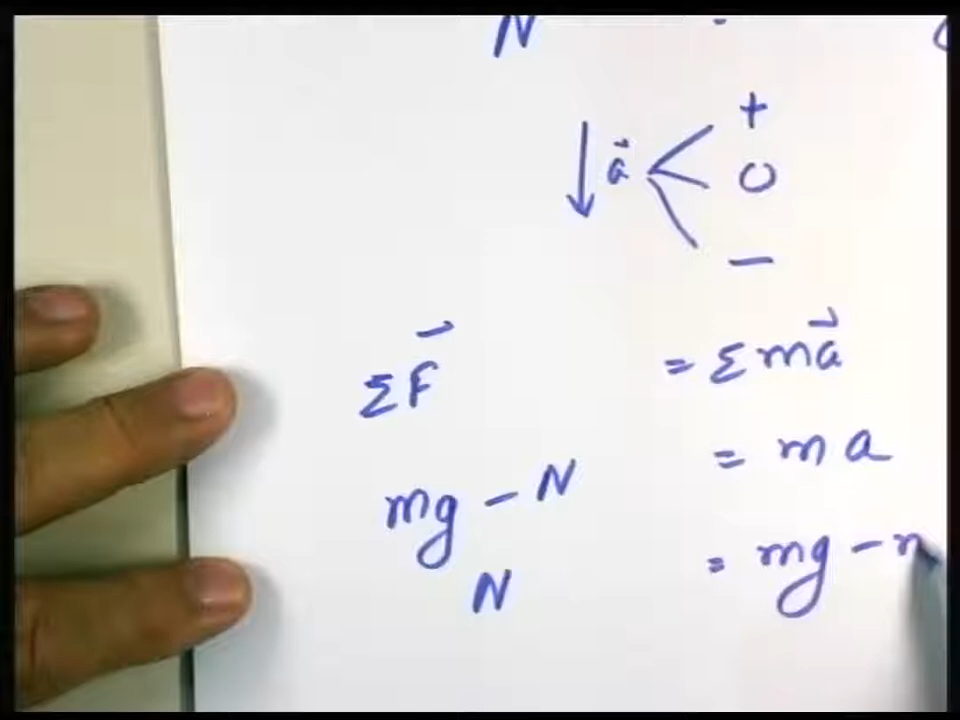 N
+
↓ a⃗ < 0
−
ΣF⃗ = Σma⃗
mg − N = ma
N = mg −